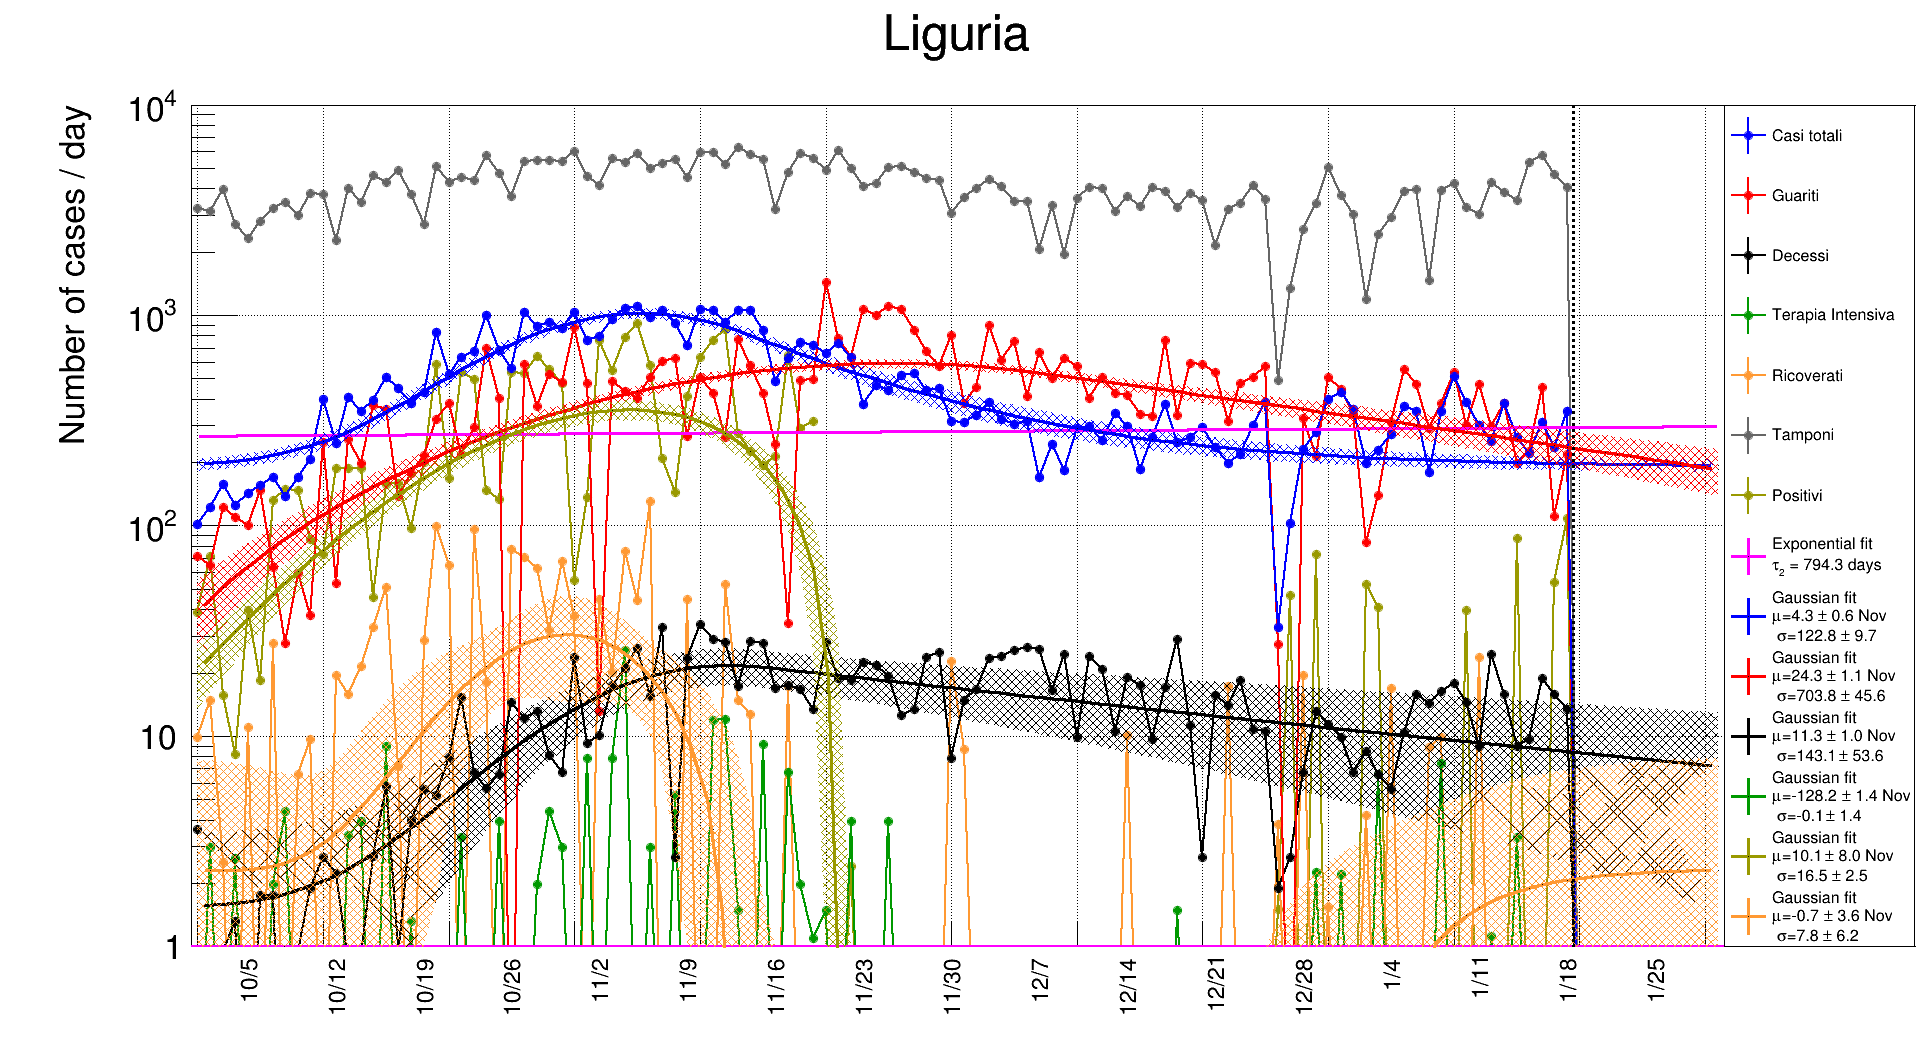 Liguria
Number of cases / day
10^4
10^3
10^2
10
1
10/5
10/12
10/19
10/26
11/2
11/9
11/16
11/23
11/30
12/7
12/14
12/21
12/28
1/4
1/11
1/18
1/25
Casi totali
Guariti
Decessi
Terapia Intensiva
Ricoverati
Tamponi
Positivi
Exponential fit
τ₂ = 794.3 days
Gaussian fit
μ=4.3 ± 0.6 Nov
σ=122.8 ± 9.7
Gaussian fit
μ=24.3 ± 1.1 Nov
σ=703.8 ± 45.6
Gaussian fit
μ=11.3 ± 1.0 Nov
σ=143.1 ± 53.6
Gaussian fit
μ=-128.2 ± 1.4 Nov
σ=-0.1 ± 1.4
Gaussian fit
μ=10.1 ± 8.0 Nov
σ=16.5 ± 2.5
Gaussian fit
μ=-0.7 ± 3.6 Nov
σ=7.8 ± 6.2